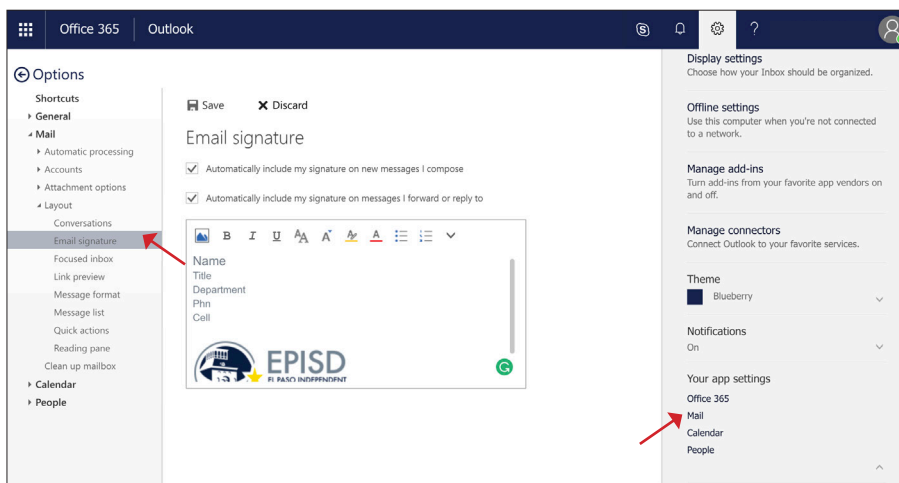 Office 365
Outlook
Options
Shortcuts
General
Mail
Automatic processing
Accounts
Attachment options
Layout
Conversations
Email signature
Focused inbox
Link preview
Message format
Message list
Quick actions
Reading pane
Clean up mailbox
Calendar
People
Save
Discard
Email signature
Automatically include my signature on new messages I compose
Automatically include my signature on messages I forward or reply to
B I U AA A A
Name
Title
Department
Phn
Cell
EPISD
EL PASO INDEPENDENT
Display settings
Choose how your Inbox should be organized.
Offline settings
Use this computer when you're not connected
to a network.
Manage add-ins
Turn add-ins from your favorite app vendors on
and off.
Manage connectors
Connect Outlook to your favorite services.
Theme
Blueberry
Notifications
On
Your app settings
Office 365
Mail
Calendar
People